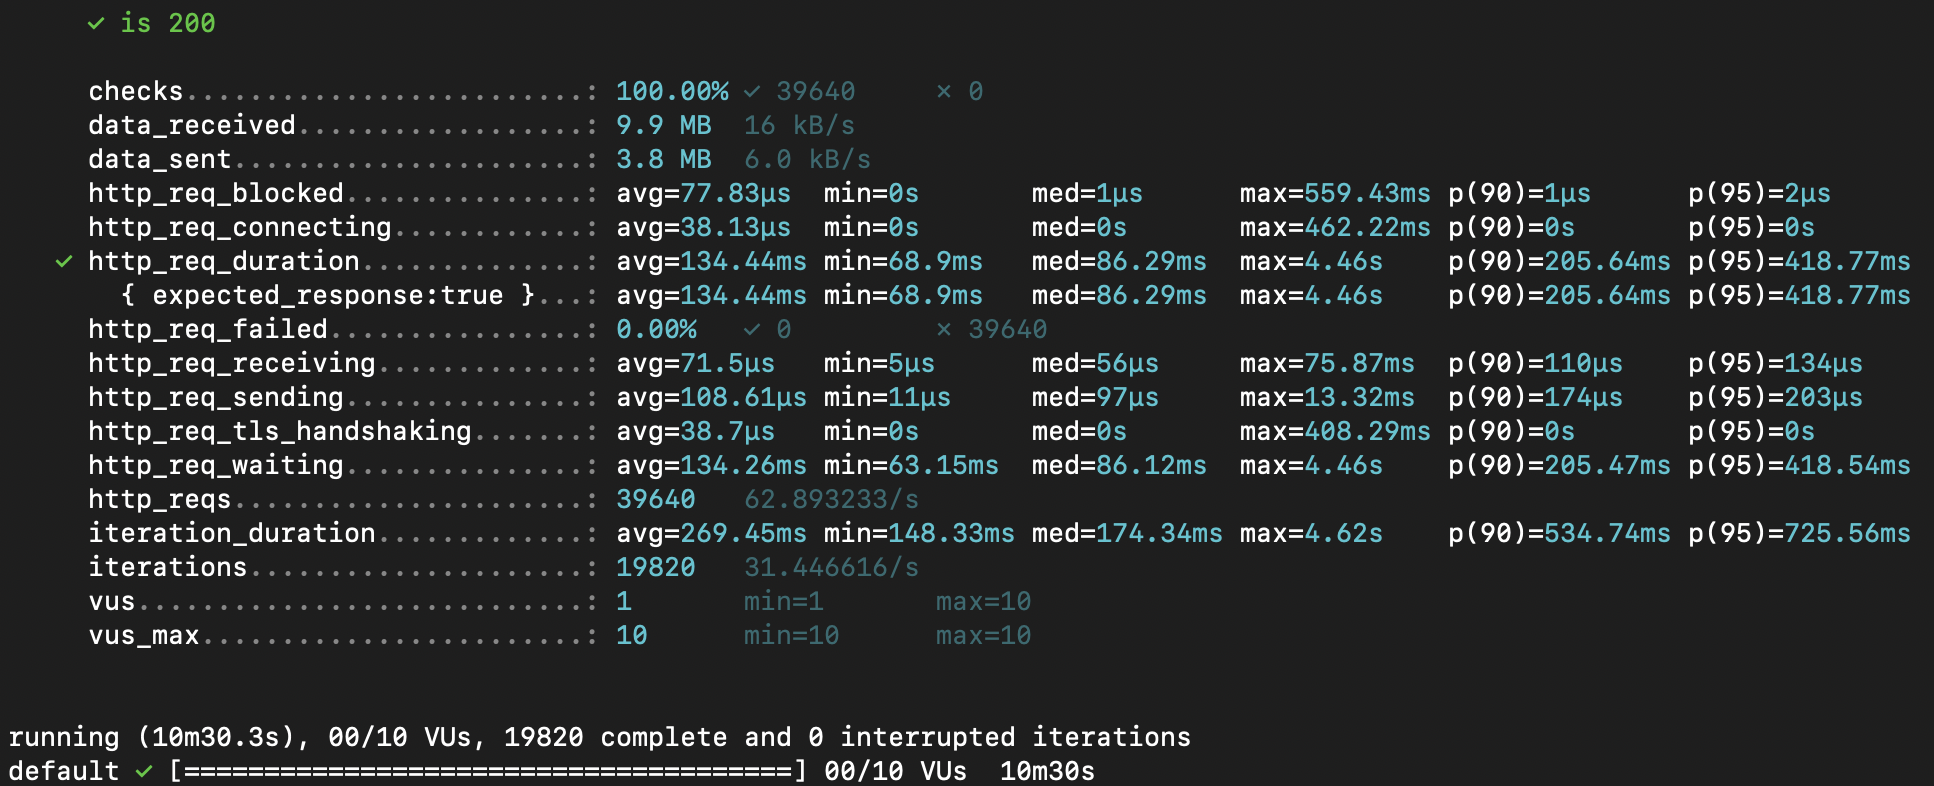 ✓ is 200
checks.........................: 100.00% ✓ 39640     ✗ 0
data_received..................: 9.9 MB  16 kB/s
data_sent......................: 3.8 MB  6.0 kB/s
http_req_blocked...............: avg=77.83µs  min=0s       med=1µs      max=559.43ms p(90)=1µs      p(95)=2µs
http_req_connecting............: avg=38.13µs  min=0s       med=0s       max=462.22ms p(90)=0s       p(95)=0s
✓ http_req_duration..............: avg=134.44ms min=68.9ms   med=86.29ms  max=4.46s    p(90)=205.64ms p(95)=418.77ms
{ expected_response:true }...: avg=134.44ms min=68.9ms   med=86.29ms  max=4.46s    p(90)=205.64ms p(95)=418.77ms
http_req_failed................: 0.00%   ✓ 0         ✗ 39640
http_req_receiving.............: avg=71.5µs   min=5µs      med=56µs     max=75.87ms  p(90)=110µs    p(95)=134µs
http_req_sending...............: avg=108.61µs min=11µs     med=97µs     max=13.32ms  p(90)=174µs    p(95)=203µs
http_req_tls_handshaking.......: avg=38.7µs   min=0s       med=0s       max=408.29ms p(90)=0s       p(95)=0s
http_req_waiting...............: avg=134.26ms min=63.15ms  med=86.12ms  max=4.46s    p(90)=205.47ms p(95)=418.54ms
http_reqs......................: 39640   62.893233/s
iteration_duration.............: avg=269.45ms min=148.33ms med=174.34ms max=4.62s    p(90)=534.74ms p(95)=725.56ms
iterations.....................: 19820   31.446616/s
vus............................: 1       min=1       max=10
vus_max........................: 10      min=10      max=10
running (10m30.3s), 00/10 VUs, 19820 complete and 0 interrupted iterations
default ✓ [======================================] 00/10 VUs  10m30s